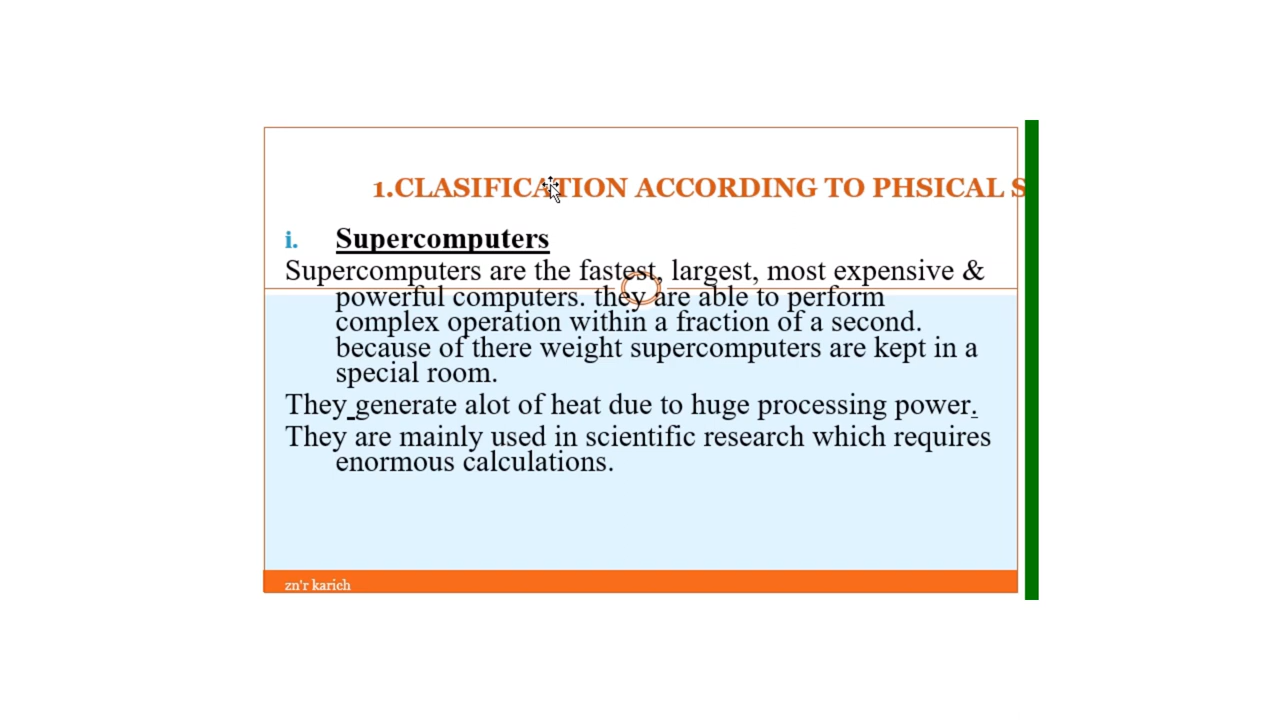 1.CLASIFICATION ACCORDING TO PHSICAL S
i. Supercomputers
Supercomputers are the fastest, largest, most expensive &
powerful computers. they are able to perform
complex operation within a fraction of a second.
because of there weight supercomputers are kept in a
special room.
They generate alot of heat due to huge processing power.
They are mainly used in scientific research which requires
enormous calculations.
zn'r karich